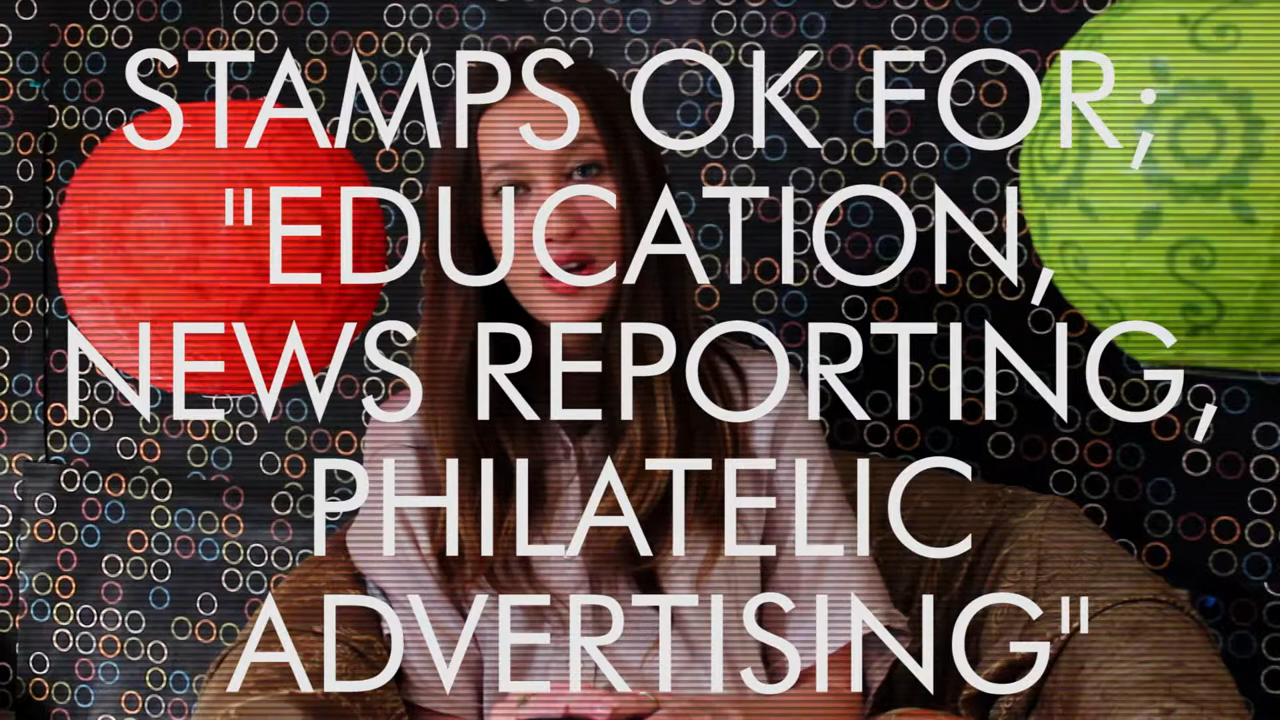 STAMPS OK FOR;
"EDUCATION,
NEWS REPORTING,
PHILATELIC
ADVERTISING"